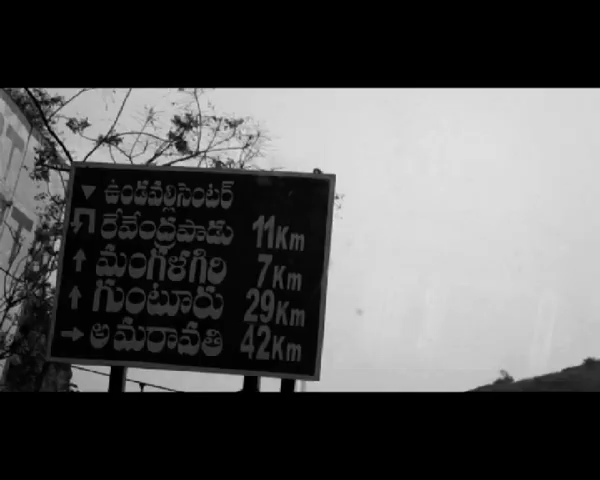 ▼ ఉండవల్లిసెంటర్
రేవేంద్రపాడు 11Km
↑ మంగళగిరి 7Km
↑ గుంటూరు 29Km
→ అమరావతి 42Km